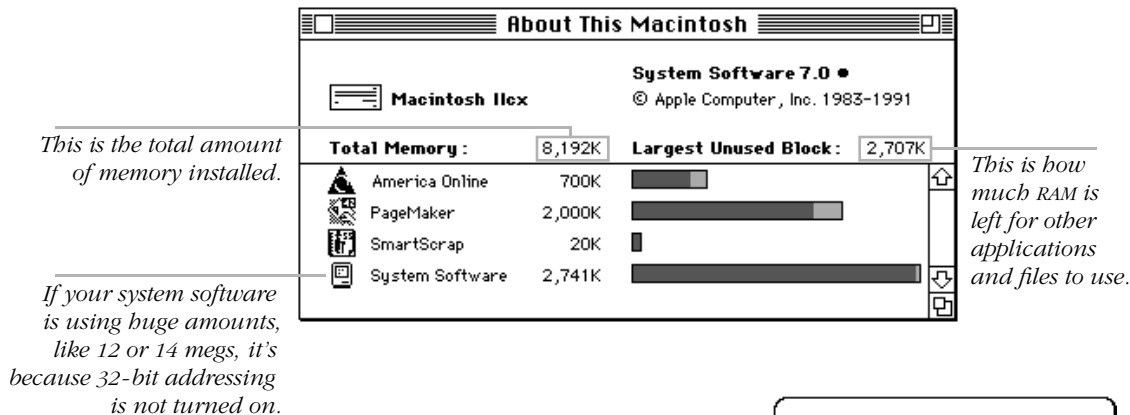 About This Macintosh
System Software 7.0 •
Macintosh IIcx
© Apple Computer, Inc. 1983-1991
This is the total amount
of memory installed.
Total Memory : 8,192K Largest Unused Block : 2,707K
America Online 700K
PageMaker 2,000K
SmartScrap 20K
System Software 2,741K
This is how
much RAM is
left for other
applications
and files to use.
If your system software
is using huge amounts,
like 12 or 14 megs, it's
because 32-bit addressing
is not turned on.